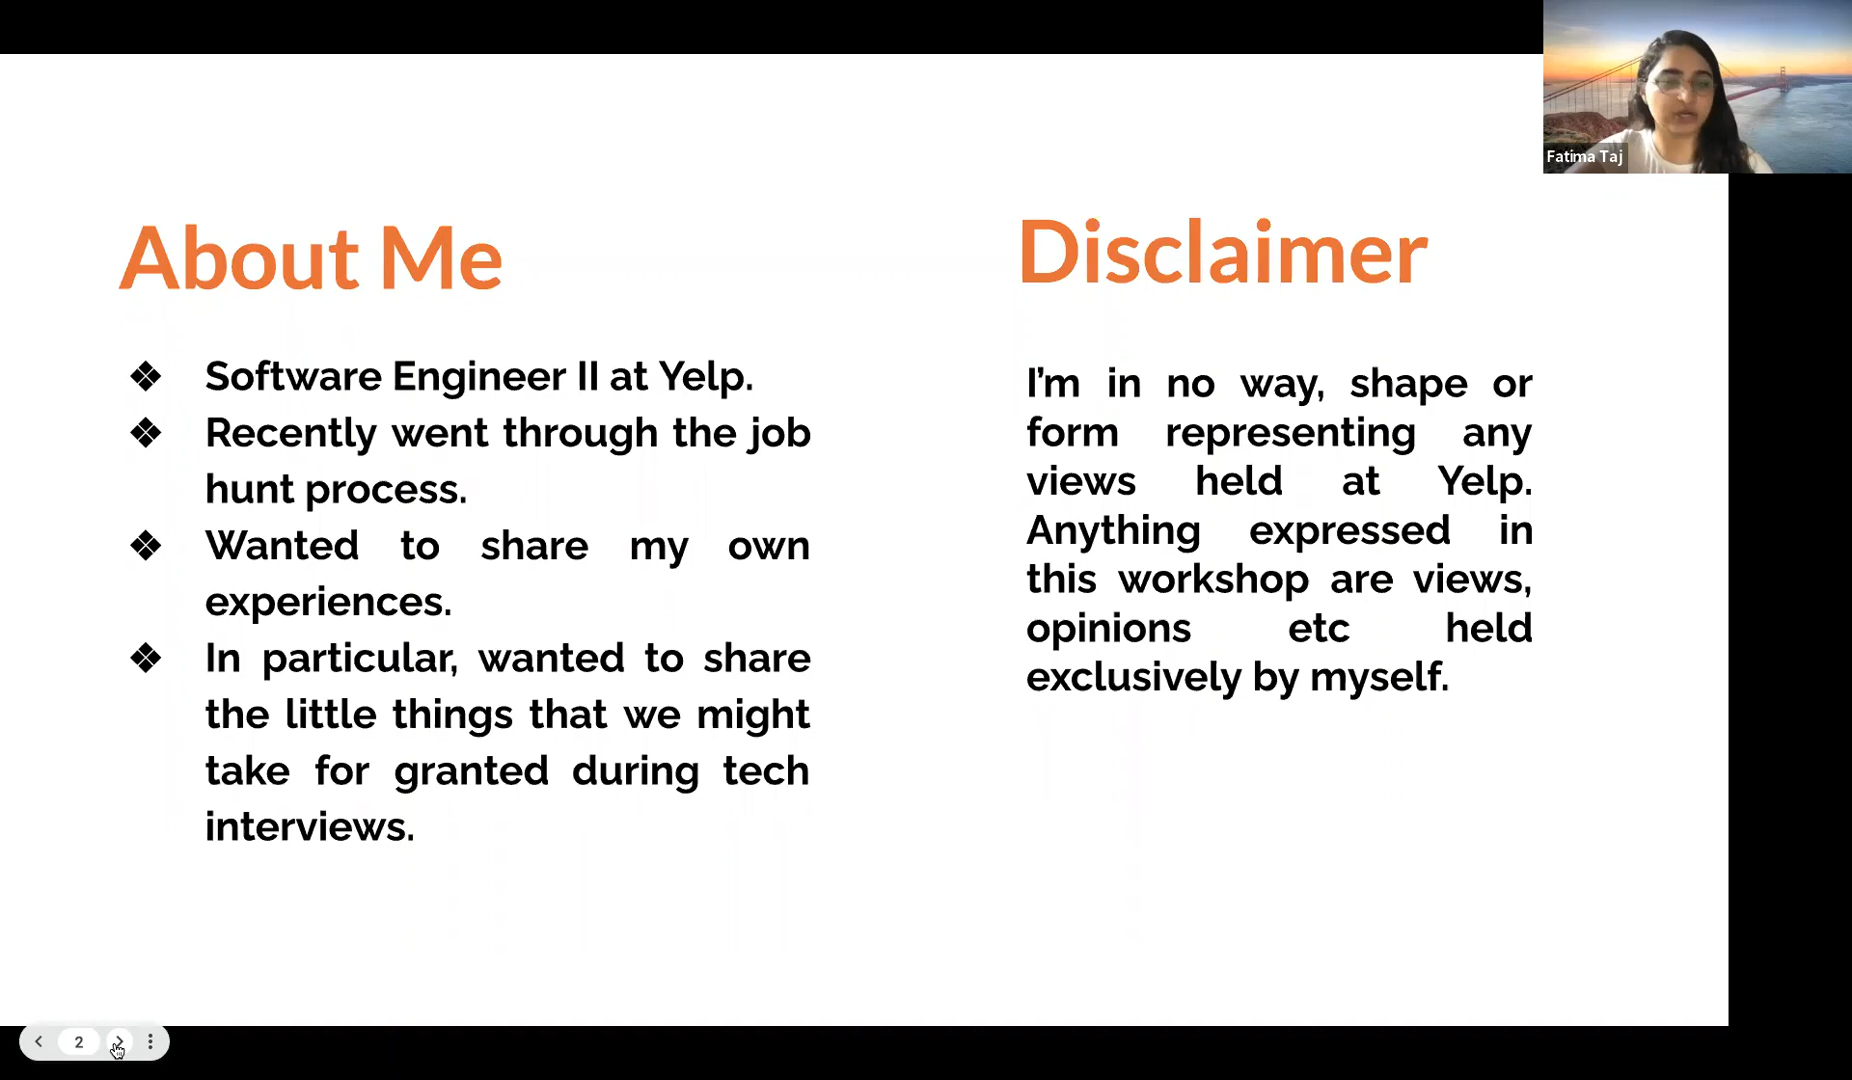 Fatima Taj
About Me
❖ Software Engineer II at Yelp.
❖ Recently went through the job
hunt process.
❖ Wanted to share my own
experiences.
❖ In particular, wanted to share
the little things that we might
take for granted during tech
interviews.
Disclaimer
I'm in no way, shape or
form representing any
views held at Yelp.
Anything expressed in
this workshop are views,
opinions etc held
exclusively by myself.
2